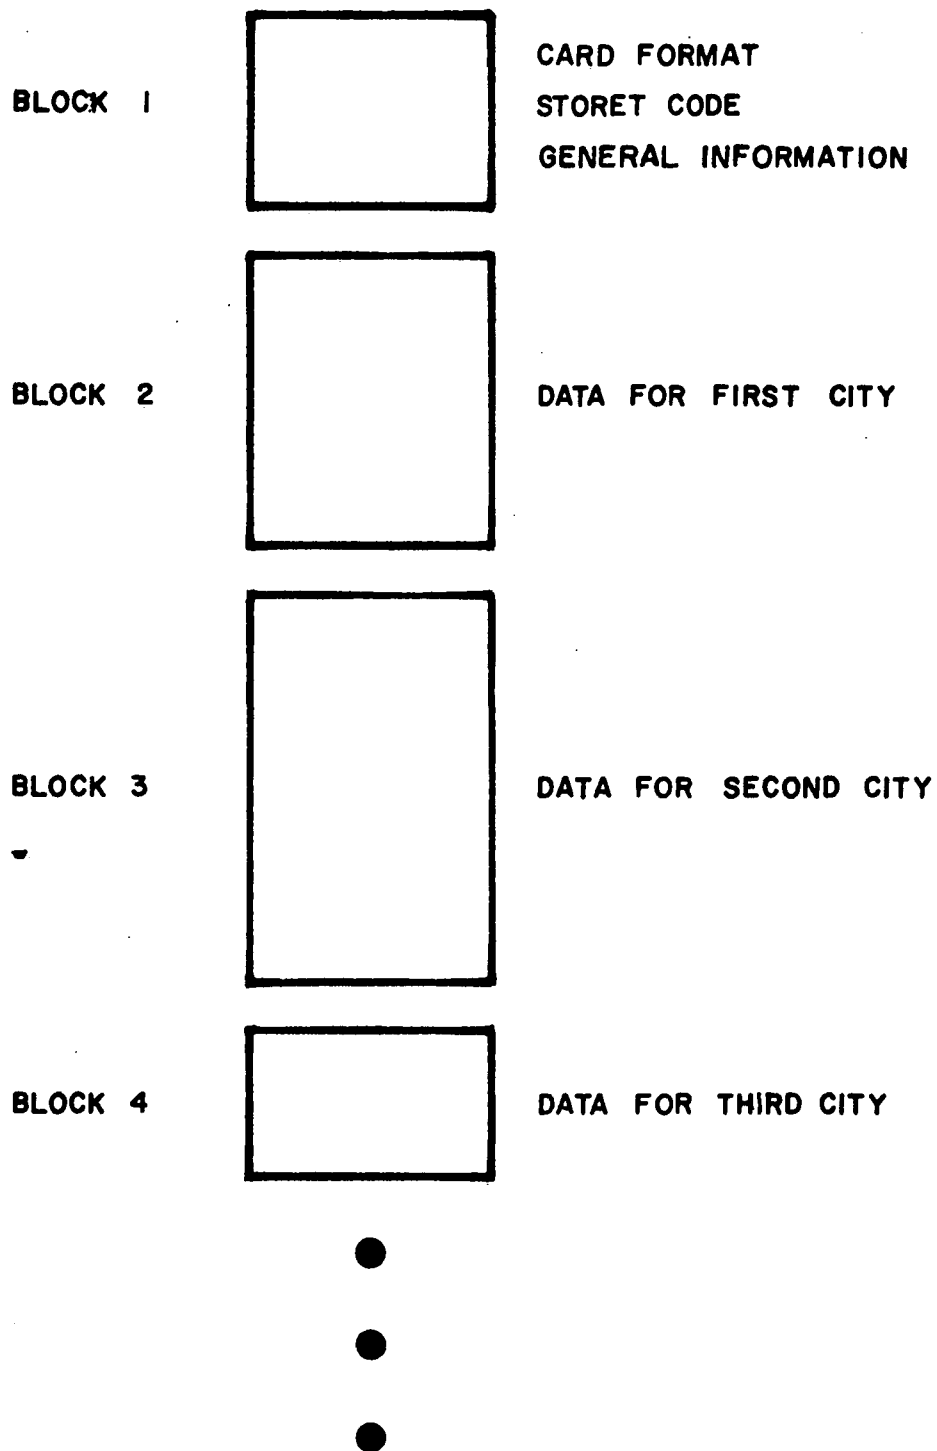 BLOCK 1
CARD FORMAT
STORET CODE
GENERAL INFORMATION
BLOCK 2
DATA FOR FIRST CITY
BLOCK 3
DATA FOR SECOND CITY
BLOCK 4
DATA FOR THIRD CITY